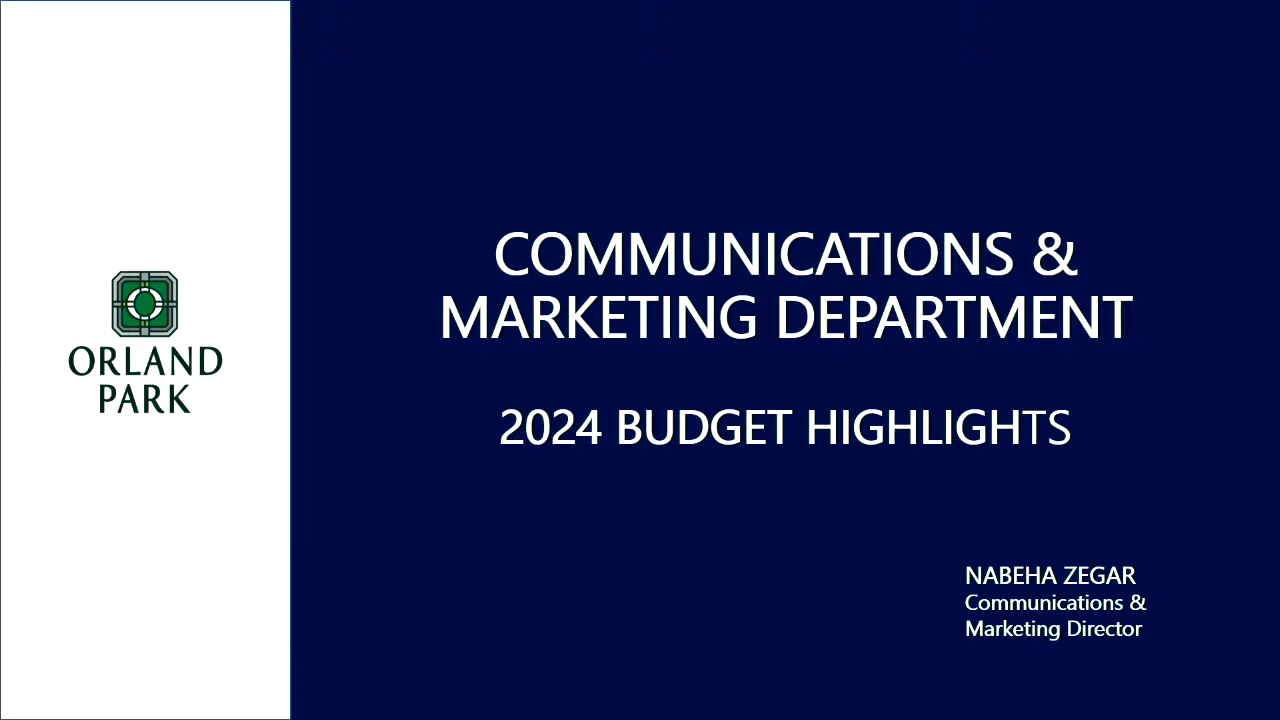 ORLAND
PARK
COMMUNICATIONS &
MARKETING DEPARTMENT
2024 BUDGET HIGHLIGHTS
NABEHA ZEGAR
Communications &
Marketing Director